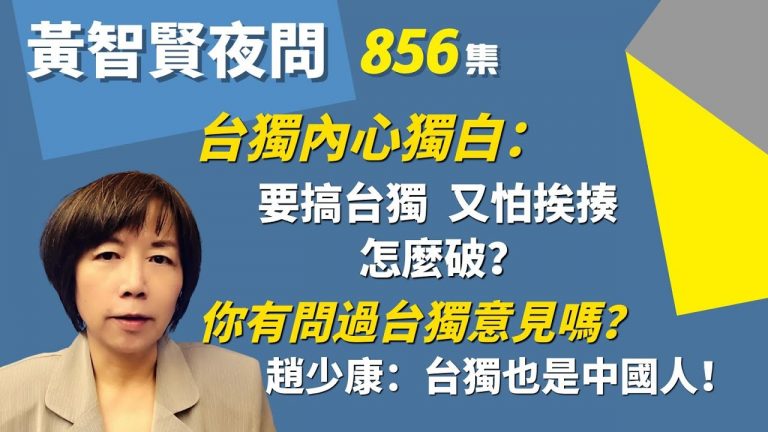 黃智賢夜問 856集
台獨內心獨白：
要搞台獨 又怕挨揍
怎麼破?
你有問過台獨意見嗎?
趙少康：台獨也是中國人!